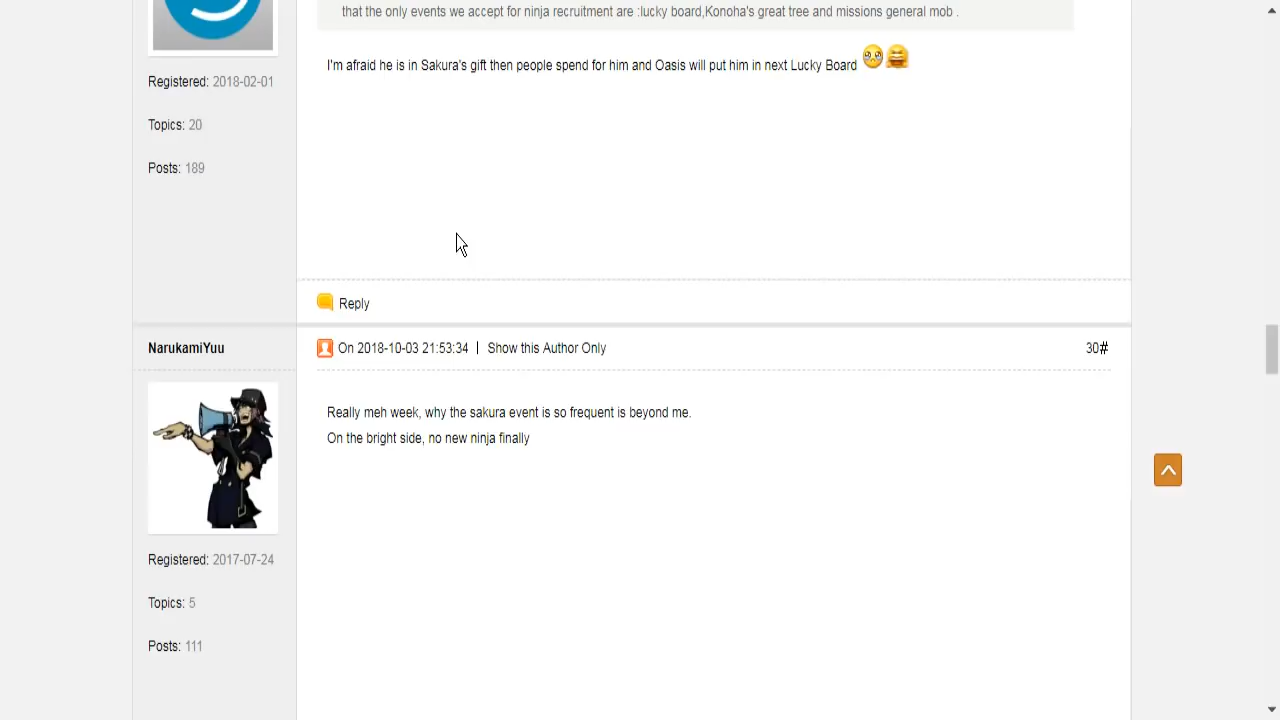 that the only events we accept for ninja recruitment are :lucky board,Konoha's great tree and missions general mob .
I'm afraid he is in Sakura's gift then people spend for him and Oasis will put him in next Lucky Board
Registered: 2018-02-01
Topics: 20
Posts: 189
Reply
NarukamiYuu
On 2018-10-03 21:53:34 | Show this Author Only
30#
Really meh week, why the sakura event is so frequent is beyond me.
On the bright side, no new ninja finally
Registered: 2017-07-24
Topics: 5
Posts: 111